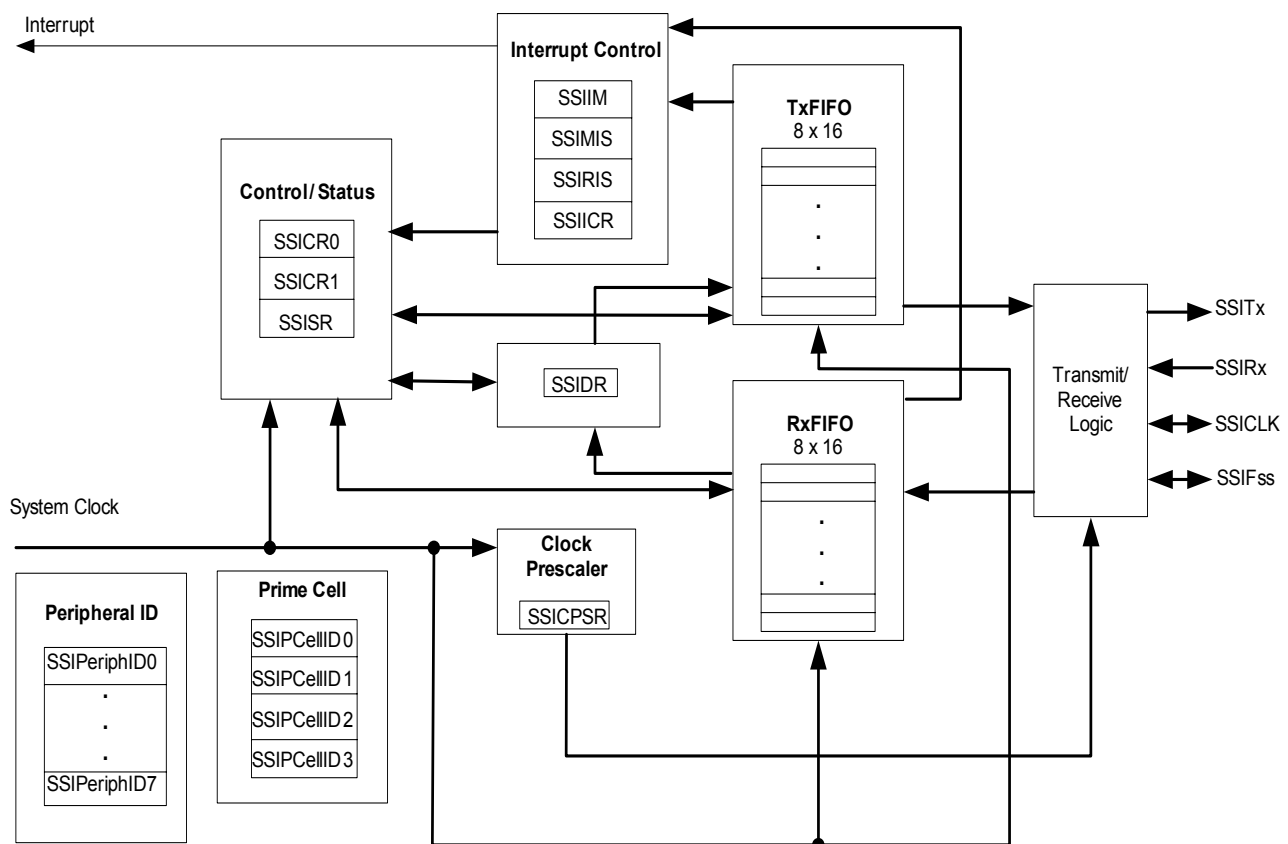 Interrupt
Interrupt Control
SSIIM
SSIMIS
SSIRIS
SSIICR
TxFIFO
8 x 16
.
.
.
Control/Status
SSICR0
SSICR1
SSISR
SSIDR
RxFIFO
8 x 16
.
.
.
Transmit/
Receive
Logic
SSITx
SSIRx
SSICLK
SSIFss
System Clock
Clock
Prescaler
SSICPSR
Peripheral ID
SSIPeriphID0
.
.
.
SSIPeriphID7
Prime Cell
SSIPCellID0
SSIPCellID1
SSIPCellID2
SSIPCellID3